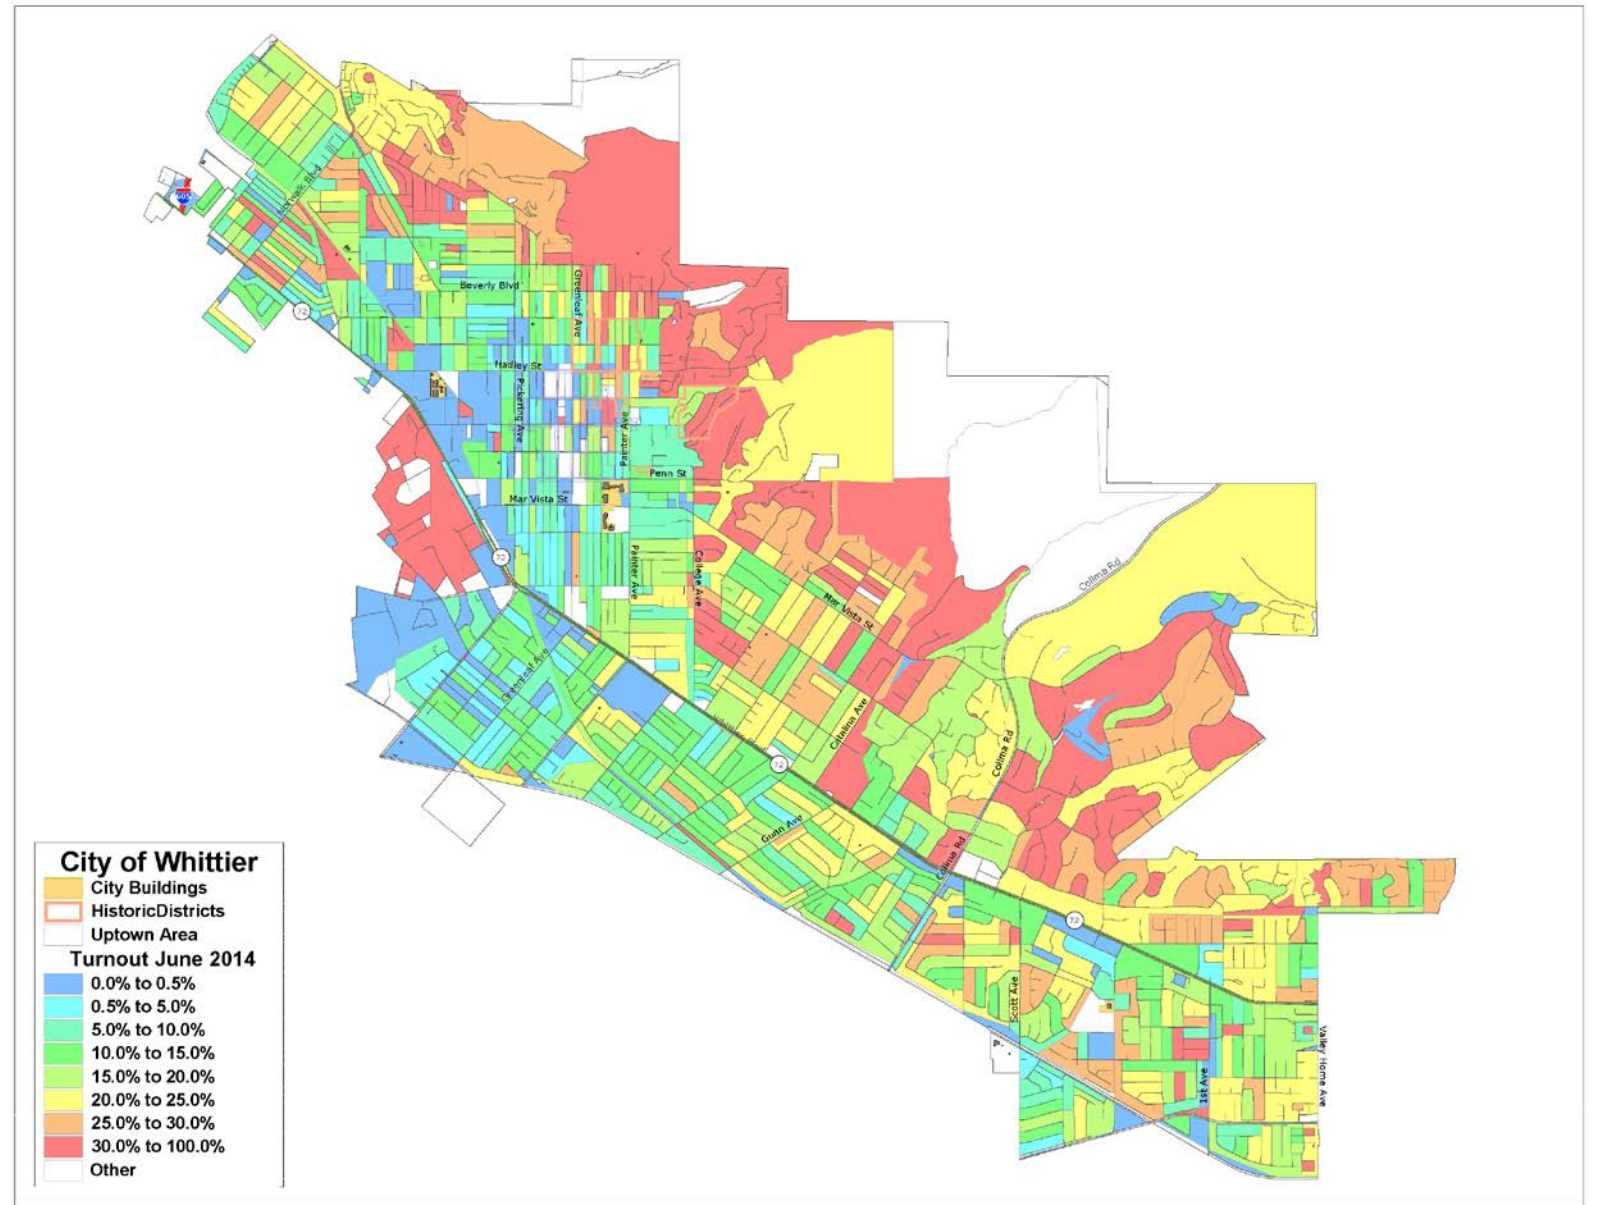 605
Norwalk Blvd
72
Beverly Blvd
Greenleaf Ave
Hadley St
Pickering Ave
Painter Ave
Penn St
Mar Vista St
72
Painter Ave
College Ave
Mar Vista St
Colima Rd
Greenleaf Ave
Catalina Ave
Colima Rd
72
Gunn Ave
Colima Rd
72
Scott Ave
1st Ave
Valley Home Ave
City of Whittier
City Buildings
HistoricDistricts
Uptown Area
Turnout June 2014
0.0% to 0.5%
0.5% to 5.0%
5.0% to 10.0%
10.0% to 15.0%
15.0% to 20.0%
20.0% to 25.0%
25.0% to 30.0%
30.0% to 100.0%
Other